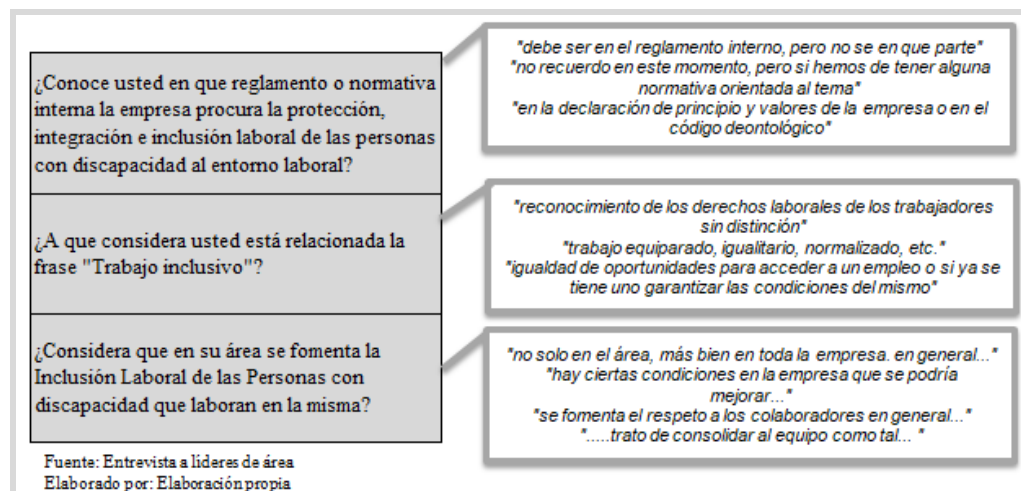 ¿Conoce usted en que reglamento o normativa
interna la empresa procura la protección,
integración e inclusión laboral de las personas
con discapacidad al entorno laboral?
"debe ser en el reglamento interno, pero no se en que parte"
"no recuerdo en este momento, pero si hemos de tener alguna
normativa orientada al tema"
"en la declaración de principio y valores de la empresa o en el
código deontológico"
¿A que considera usted está relacionada la
frase "Trabajo inclusivo"?
"reconocimiento de los derechos laborales de los trabajadores
sin distinción"
"trabajo equiparado, igualitario, normalizado, etc."
"igualdad de oportunidades para acceder a un empleo o si ya se
tiene uno garantizar las condiciones del mismo"
¿Considera que en su área se fomenta la
Inclusión Laboral de las Personas con
discapacidad que laboran en la misma?
"no solo en el área, más bien en toda la empresa. en general..."
"hay ciertas condiciones en la empresa que se podría
mejorar..."
"se fomenta el respeto a los colaboradores en general..."
".....trato de consolidar al equipo como tal... "
Fuente: Entrevista a líderes de área
Elaborado por: Elaboración propia